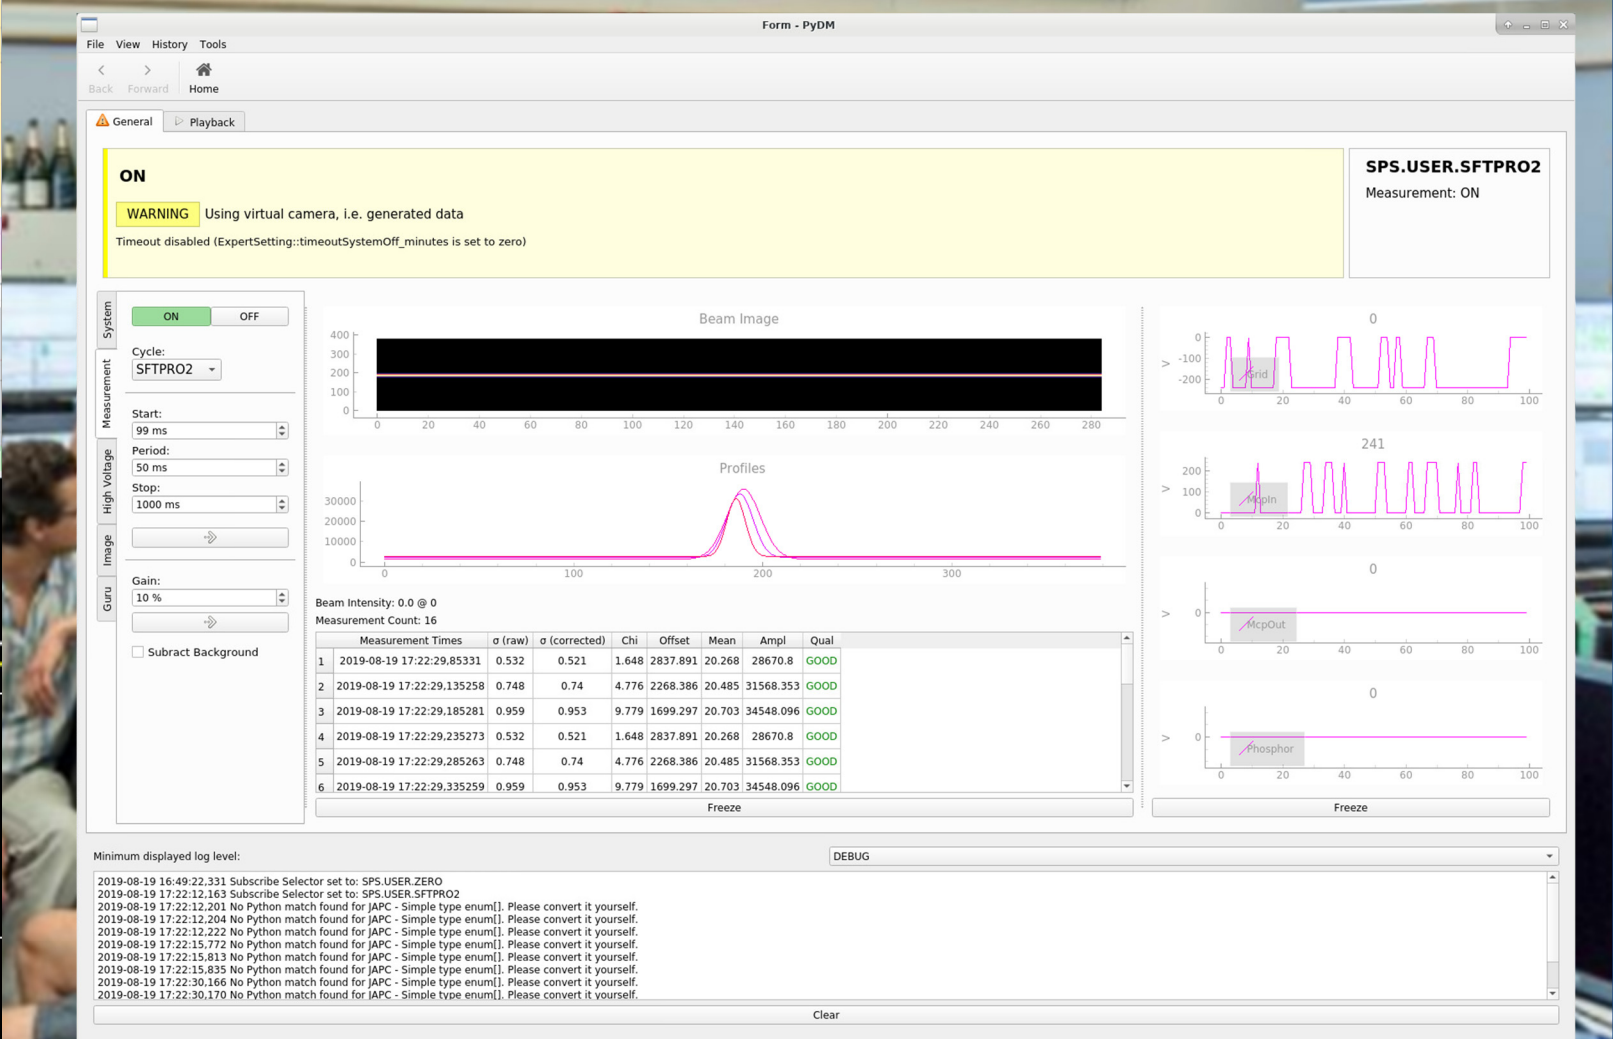 Form - PyDM
File View History Tools
Back Forward Home
General Playback
ON
WARNING Using virtual camera, i.e. generated data
Timeout disabled (ExpertSetting::timeoutSystemOff_minutes is set to zero)
SPS.USER.SFTPRO2
Measurement: ON
System
Measurement
High Voltage
Image
Guru
ON OFF
Cycle:
SFTPRO2
Start:
99 ms
Period:
50 ms
Stop:
1000 ms
Gain:
10 %
Subract Background
Beam Image
400
300
200
100
0
0 20 40 60 80 100 120 140 160 180 200 220 240 260 280
Profiles
30000
20000
10000
0
0 100 200 300
Beam Intensity: 0.0 @ 0
Measurement Count: 16
Measurement Times σ (raw) σ (corrected) Chi Offset Mean Ampl Qual
1 2019-08-19 17:22:29,85331 0.532 0.521 1.648 2837.891 20.268 28670.8 GOOD
2 2019-08-19 17:22:29,135258 0.748 0.74 4.776 2268.386 20.485 31568.353 GOOD
3 2019-08-19 17:22:29,185281 0.959 0.953 9.779 1699.297 20.703 34548.096 GOOD
4 2019-08-19 17:22:29,235273 0.532 0.521 1.648 2837.891 20.268 28670.8 GOOD
5 2019-08-19 17:22:29,285263 0.748 0.74 4.776 2268.386 20.485 31568.353 GOOD
6 2019-08-19 17:22:29,335259 0.959 0.953 9.779 1699.297 20.703 34548.096 GOOD
Freeze
0
V
0
-100
-200
Grid
0 20 40 60 80 100
241
V
200
100
0
McpIn
0 20 40 60 80 100
0
V
0
McpOut
0 20 40 60 80 100
0
V
0
Phosphor
0 20 40 60 80 100
Freeze
Minimum displayed log level: DEBUG
2019-08-19 16:49:22,331 Subscribe Selector set to: SPS.USER.ZERO
2019-08-19 17:22:12,163 Subscribe Selector set to: SPS.USER.SFTPRO2
2019-08-19 17:22:12,201 No Python match found for JAPC - Simple type enum[]. Please convert it yourself.
2019-08-19 17:22:12,204 No Python match found for JAPC - Simple type enum[]. Please convert it yourself.
2019-08-19 17:22:12,222 No Python match found for JAPC - Simple type enum[]. Please convert it yourself.
2019-08-19 17:22:15,772 No Python match found for JAPC - Simple type enum[]. Please convert it yourself.
2019-08-19 17:22:15,813 No Python match found for JAPC - Simple type enum[]. Please convert it yourself.
2019-08-19 17:22:15,835 No Python match found for JAPC - Simple type enum[]. Please convert it yourself.
2019-08-19 17:22:30,166 No Python match found for JAPC - Simple type enum[]. Please convert it yourself.
2019-08-19 17:22:30,170 No Python match found for JAPC - Simple type enum[]. Please convert it yourself.
Clear